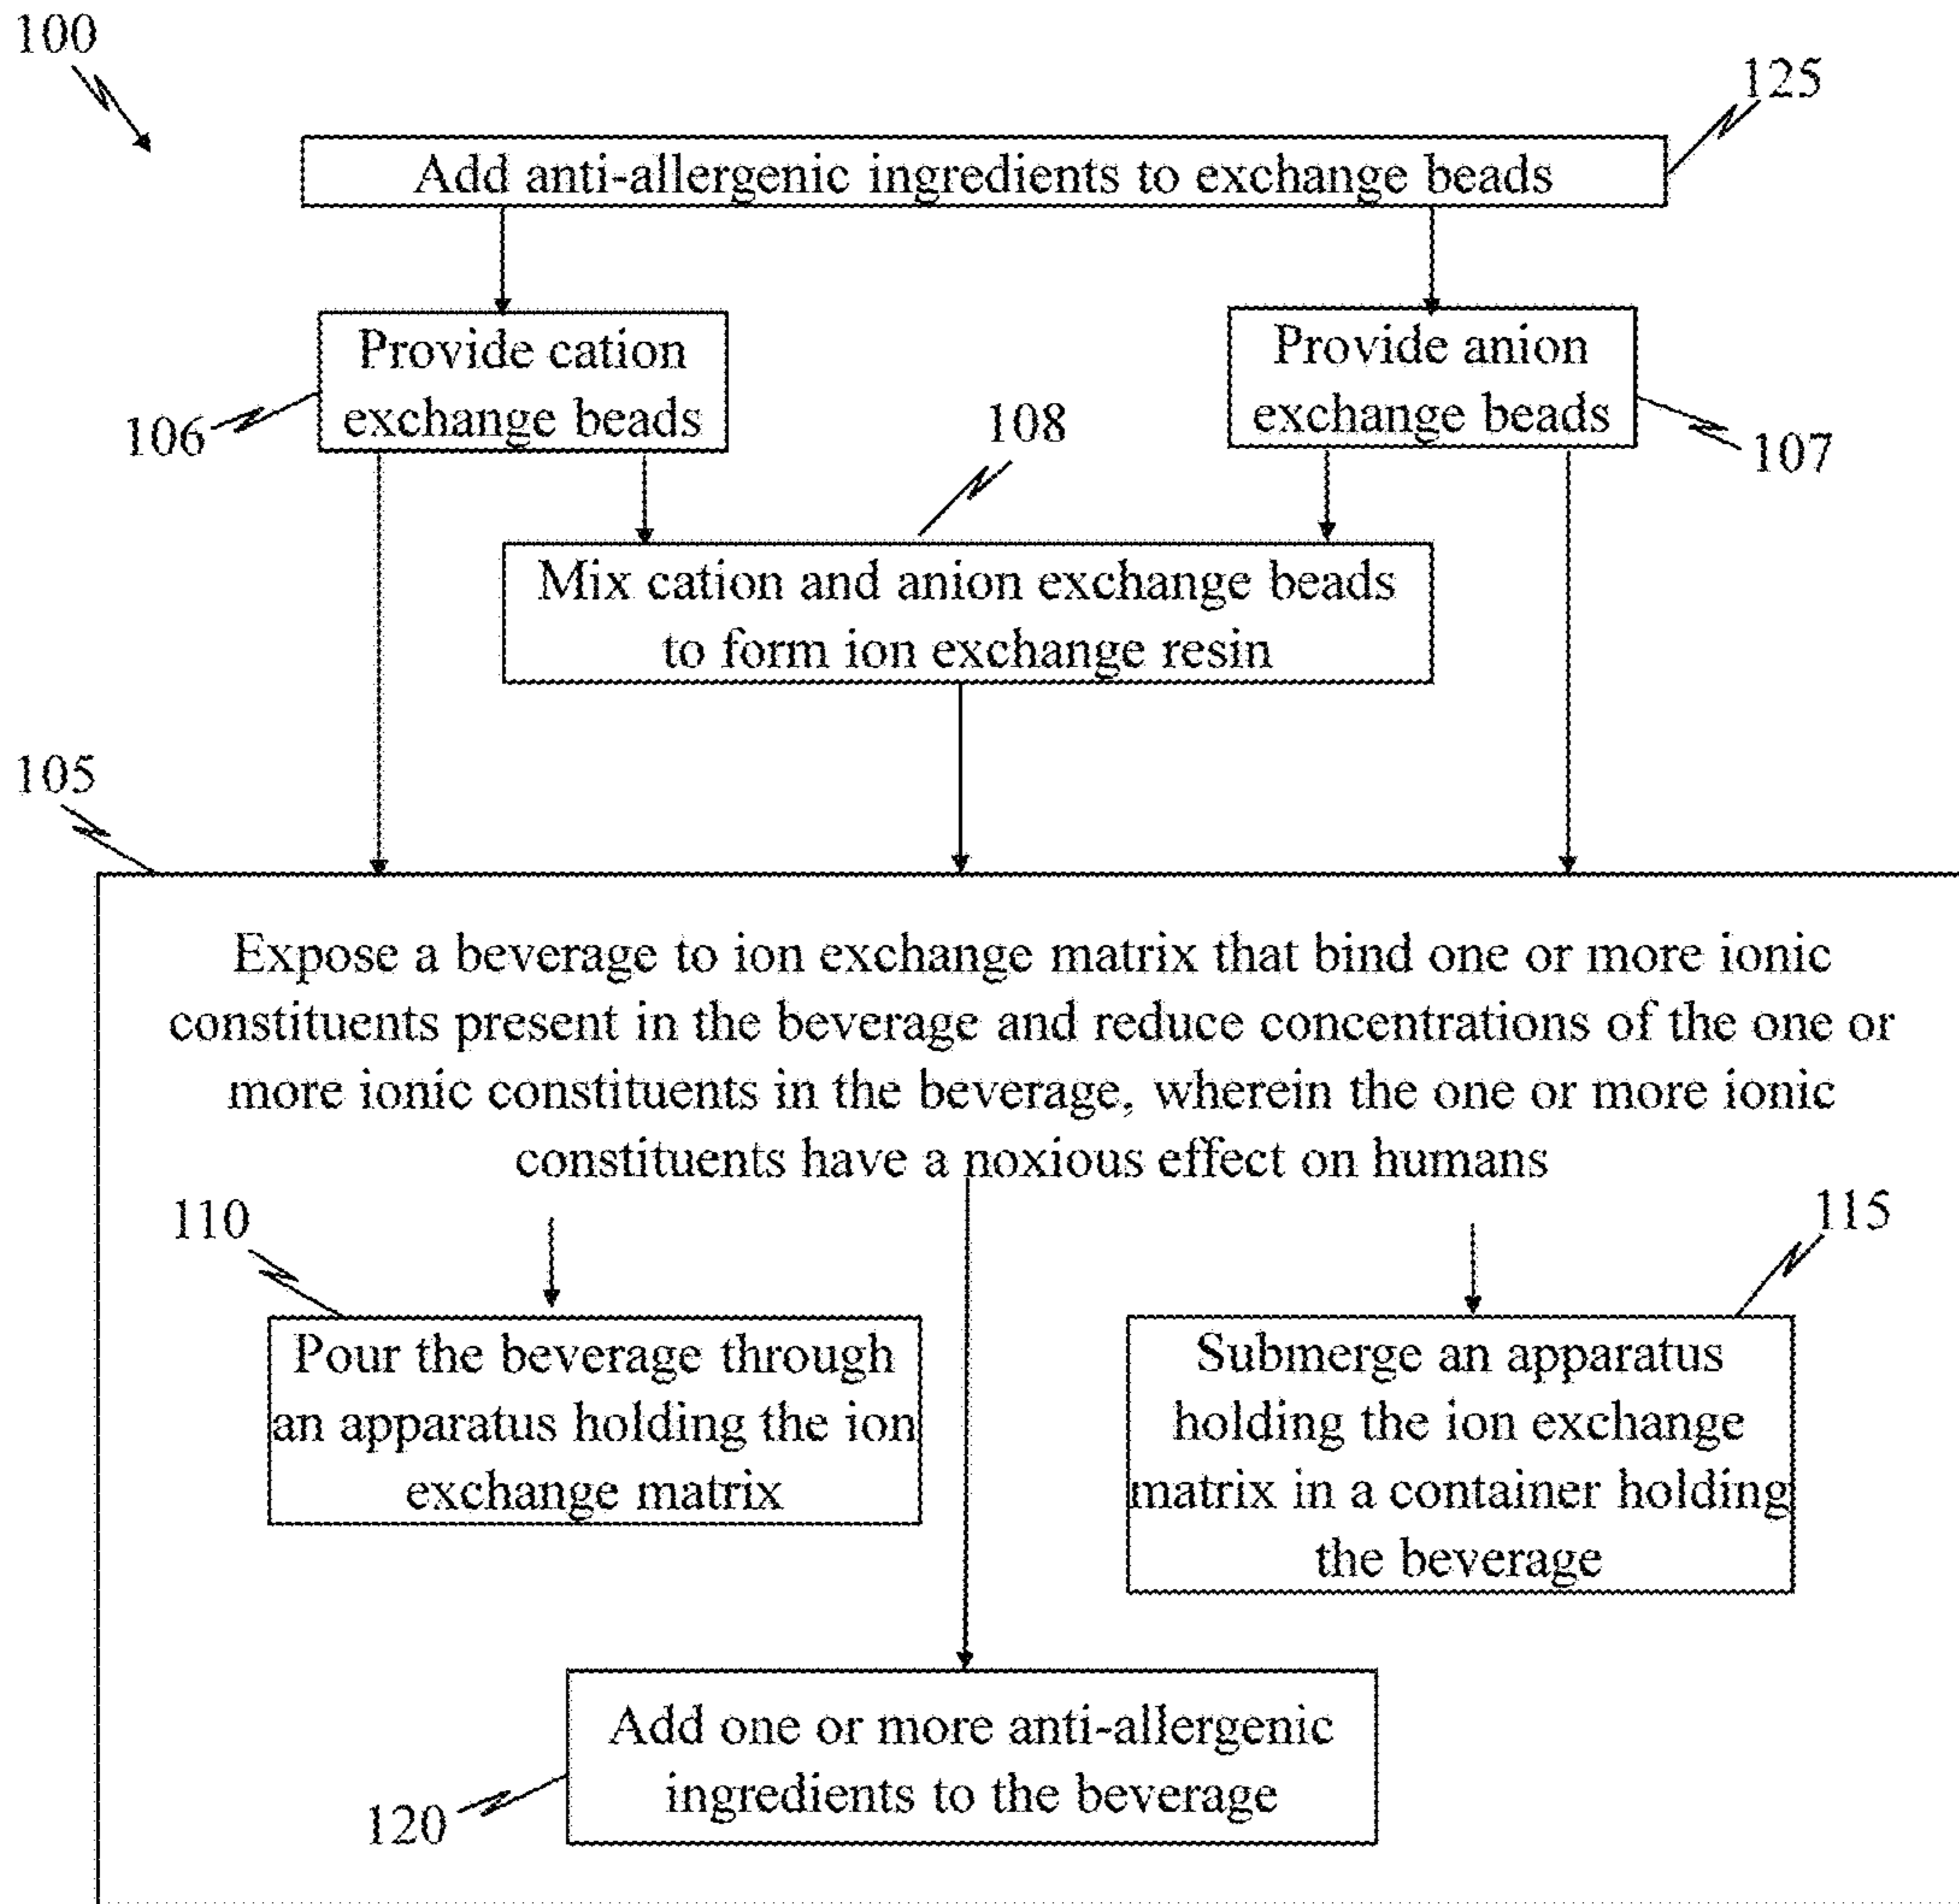 100
125
Add anti-allergenic ingredients to exchange beads
Provide cation
exchange beads
106
Provide anion
exchange beads
107
108
Mix cation and anion exchange beads
to form ion exchange resin
105
Expose a beverage to ion exchange matrix that bind one or more ionic
constituents present in the beverage and reduce concentrations of the one or
more ionic constituents in the beverage, wherein the one or more ionic
constituents have a noxious effect on humans
110
Pour the beverage through
an apparatus holding the ion
exchange matrix
115
Submerge an apparatus
holding the ion exchange
matrix in a container holding
the beverage
Add one or more anti-allergenic
ingredients to the beverage
120